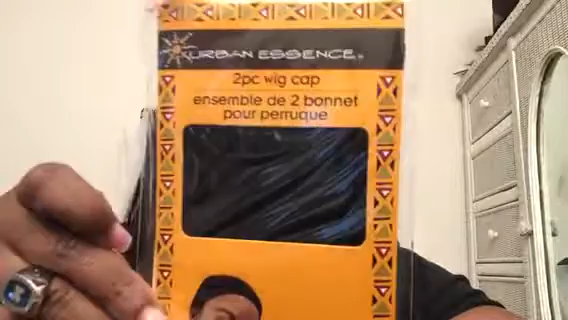 URBAN ESSENCE
2pc wig cap
ensemble de 2 bonnet
pour perruque